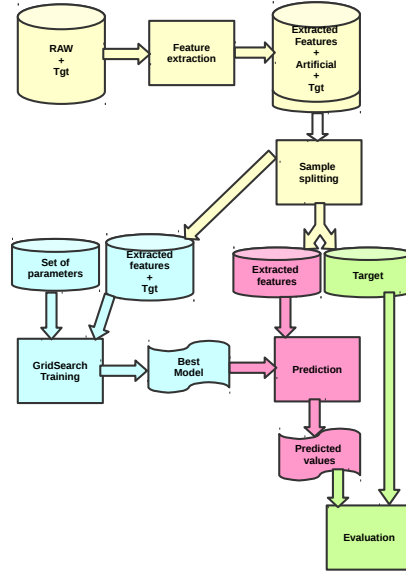 RAW
+
Tgt
Feature
extraction
Extracted
Features
+
Artificial
+
Tgt
Sample
splitting
Set of
parameters
Extracted
features
+
Tgt
Extracted
features
Target
GridSearch
Training
Best
Model
Prediction
Predicted
values
Evaluation